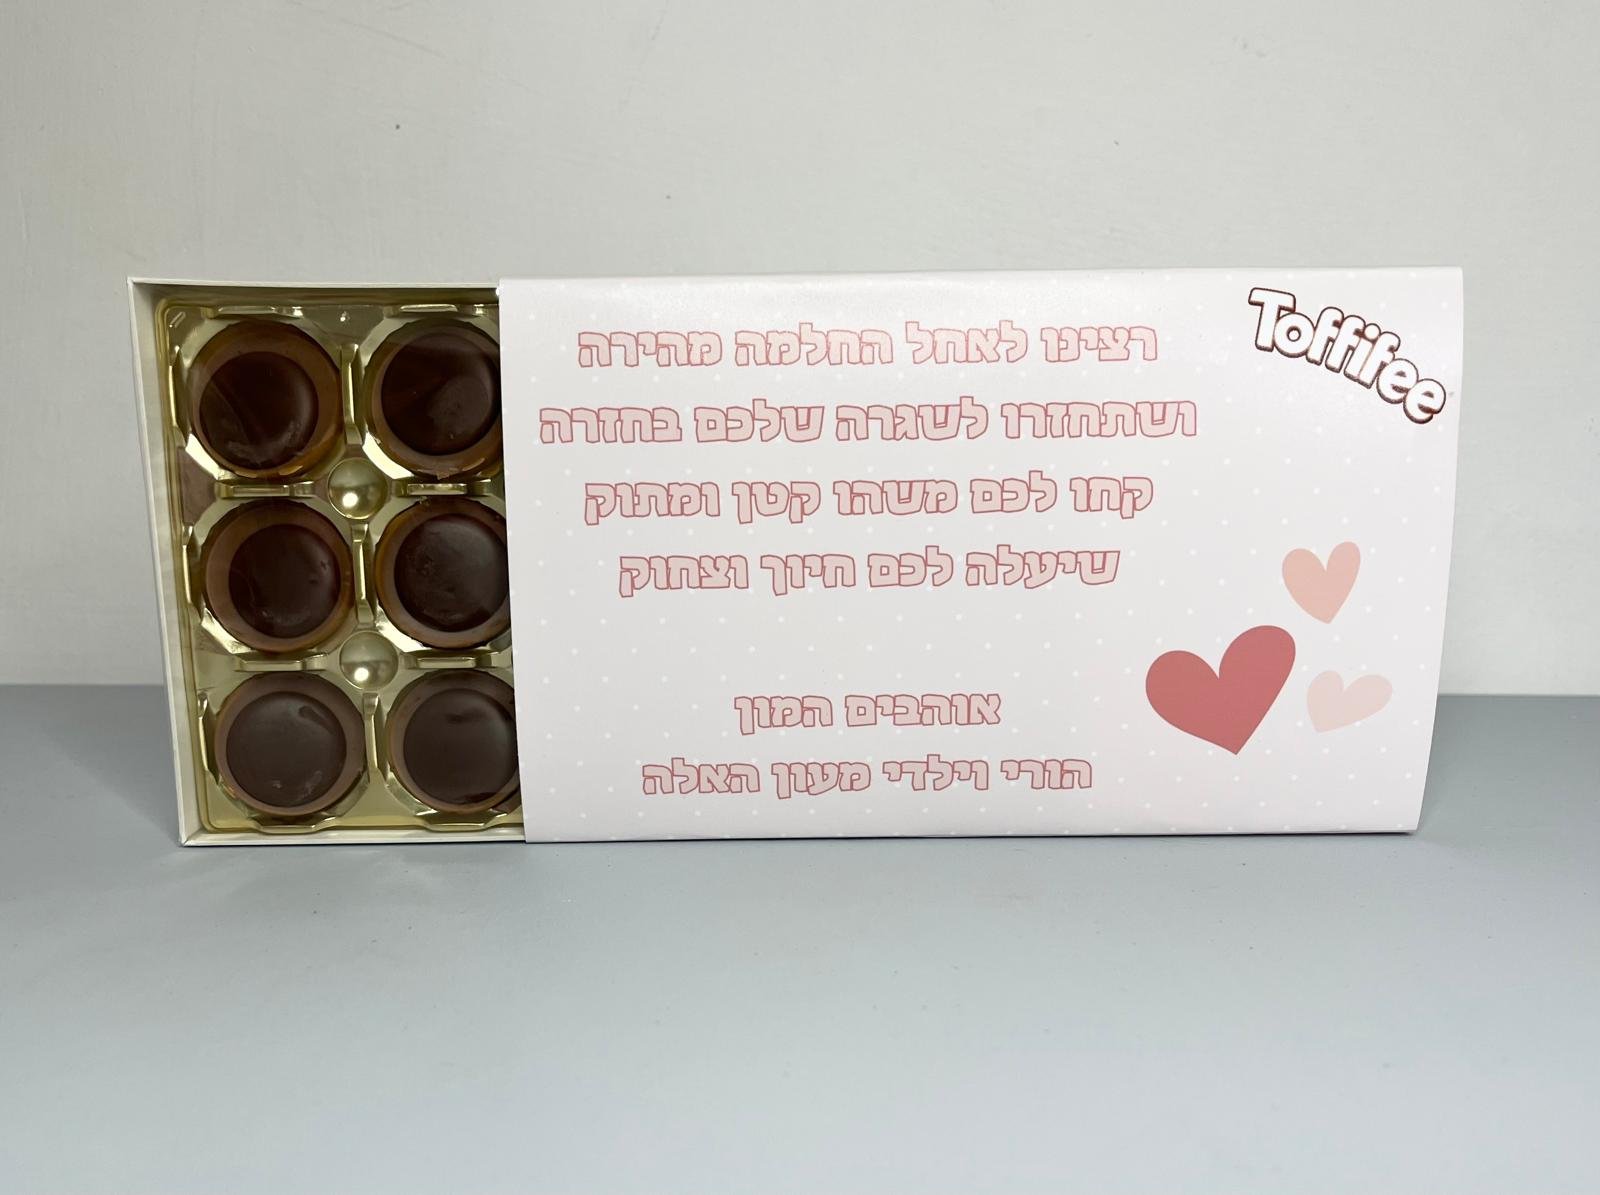 Toffifee
רצינו לאחל החלמה מהירה
ושתחזרו לשגרה שלכם בחזרה
קחו לכם משהו קטן ומתוק
שיעלה לכם חיוך וצחוק
אוהבים המון
הורי וילדי מעון האלה